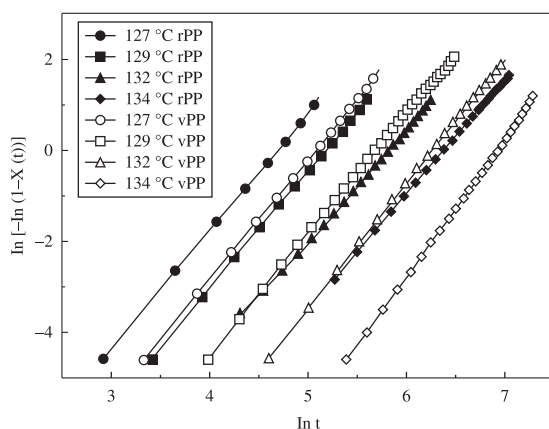 127 °C rPP
129 °C rPP
132 °C rPP
134 °C rPP
127 °C vPP
129 °C vPP
132 °C vPP
134 °C vPP
2
0
-2
-4
ln [-ln (1-X (t))]
3 4 5 6 7
ln t